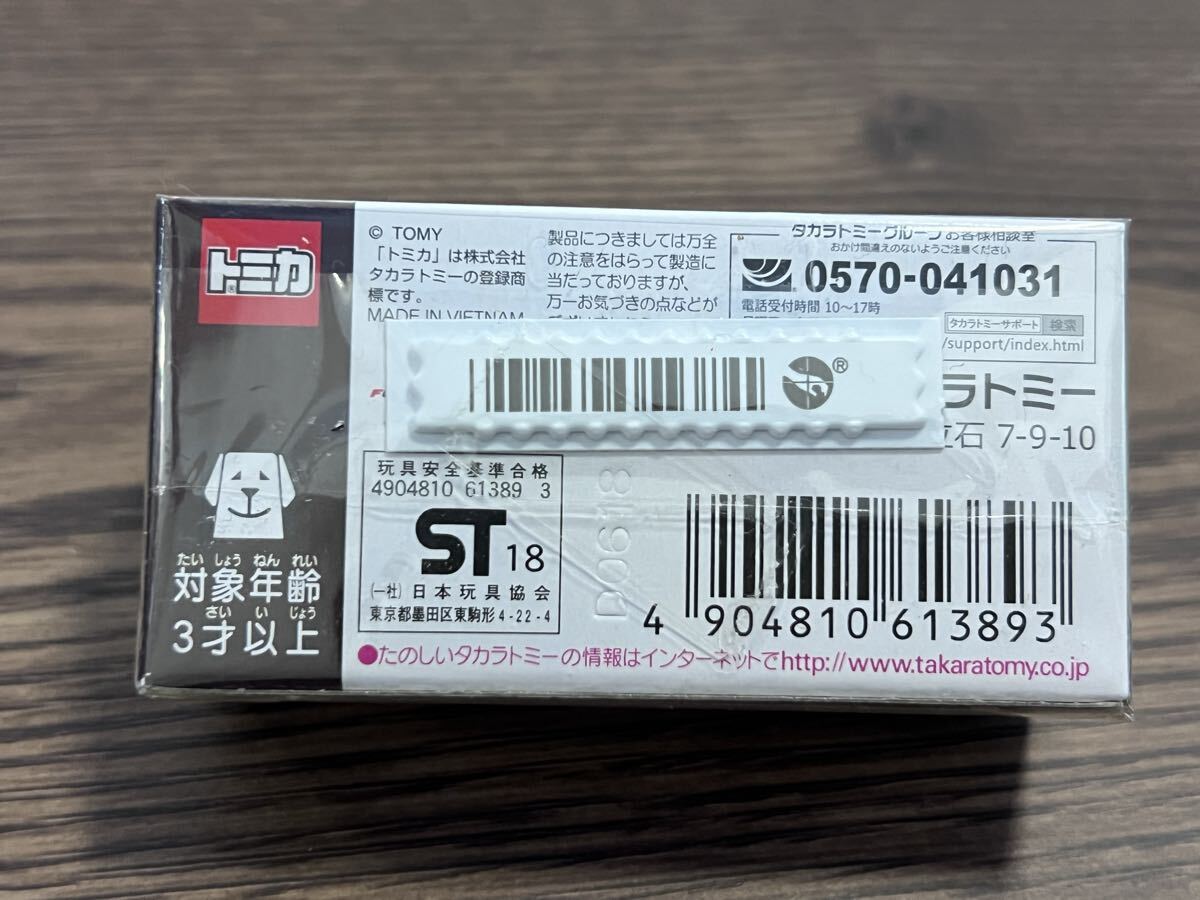 トミカ
®
© TOMY
「トミカ」は株式会社
タカラトミーの登録商
標です。
MADE IN VIETNAM
製品につきましては万全
の注意をはらって製造に
当たっておりますが、
万一お気づきの点などが
タカラトミーグループお客様相談室
おかけ間違えのないようご注意ください
0570-041031
電話受付時間 10〜17時
タカラトミーサポート 検索
/support/index.html
®
ラトミー
立石 7-9-10
玩具安全基準合格
4904810 61389 3
ST 18
(一社) 日本玩具協会
東京都墨田区東駒形4-22-4
D0618
4 904810 613893
たいしょうねんれい
対象年齢
さいいじょう
3才以上
●たのしいタカラトミーの情報はインターネットでhttp://www.takaratomy.co.jp